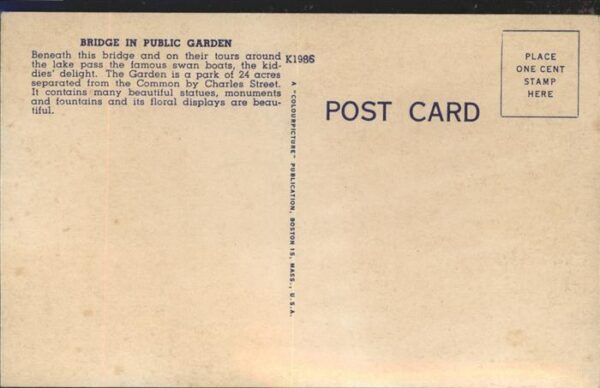 BRIDGE IN PUBLIC GARDEN
Beneath this bridge and on their tours around
the lake pass the famous swan boats, the kid-
dies' delight. The Garden is a park of 24 acres
separated from the Common by Charles Street.
It contains many beautiful statues, monuments
and fountains and its floral displays are beau-
tiful.
K1986
A "COLOURPICTURE" PUBLICATION, BOSTON 15, MASS., U.S.A.
POST CARD
PLACE
ONE CENT
STAMP
HERE